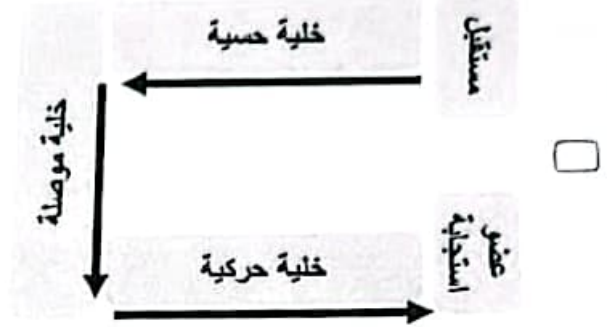 خلية حسية
مستقبل
خلية موصلة
خلية حركية
عضو
استجابة